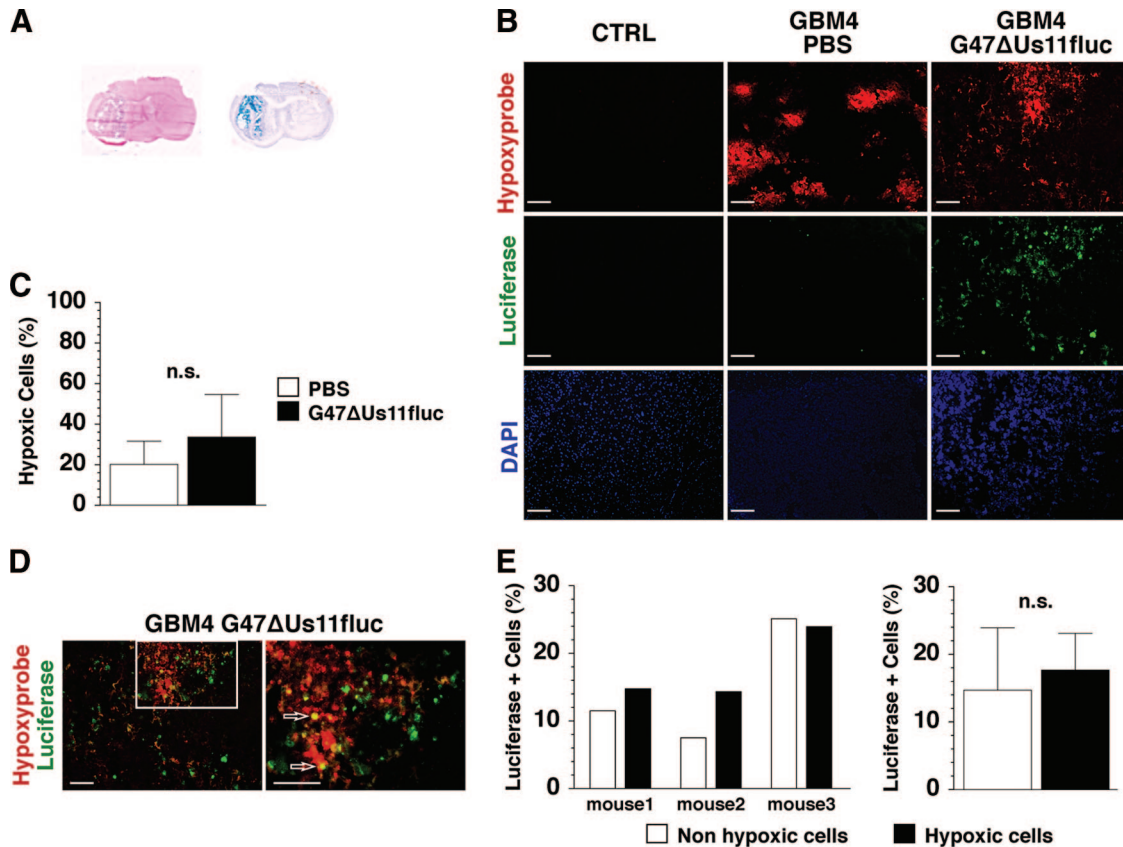 A
B
CTRL
GBM4
PBS
GBM4
G47ΔUs11fluc
Hypoxyprobe
Luciferase
DAPI
C
Hypoxic Cells (%)
100
80
60
40
20
0
n.s.
PBS
G47ΔUs11fluc
D
GBM4 G47ΔUs11fluc
Hypoxyprobe
Luciferase
E
Luciferase + Cells (%)
30
20
10
0
mouse1 mouse2 mouse3
Luciferase + Cells (%)
30
20
10
0
n.s.
Non hypoxic cells
Hypoxic cells